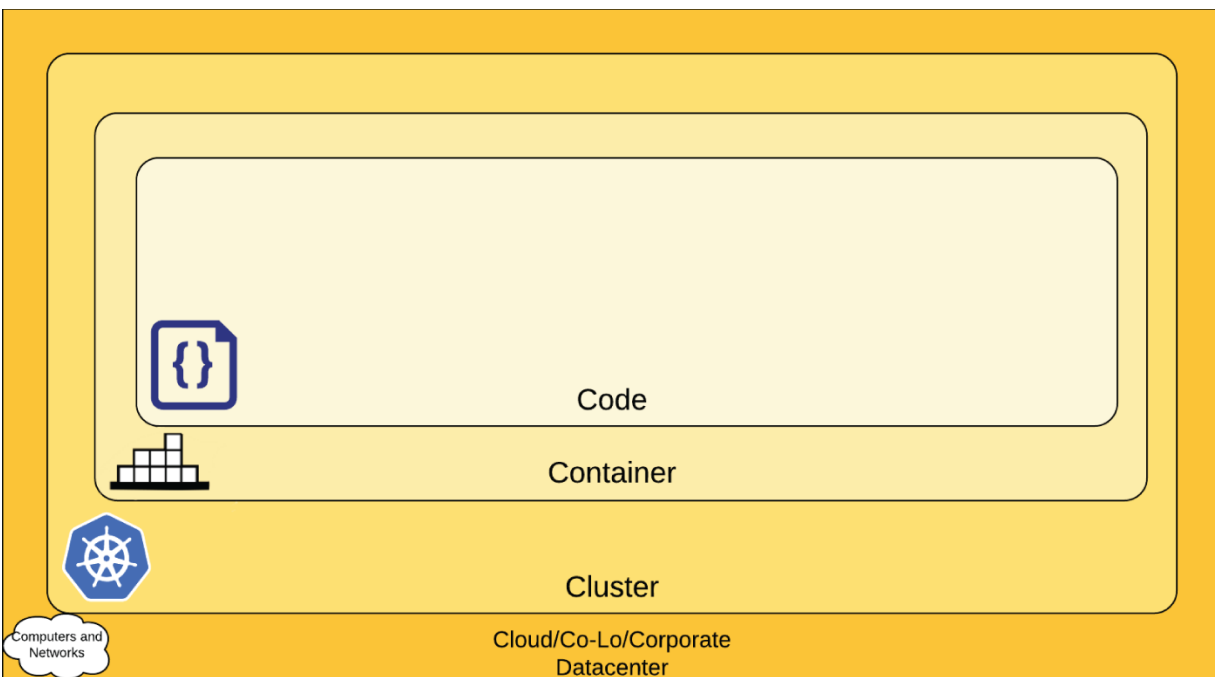 {}
Code
Container
Cluster
Computers and
Networks
Cloud/Co-Lo/Corporate
Datacenter